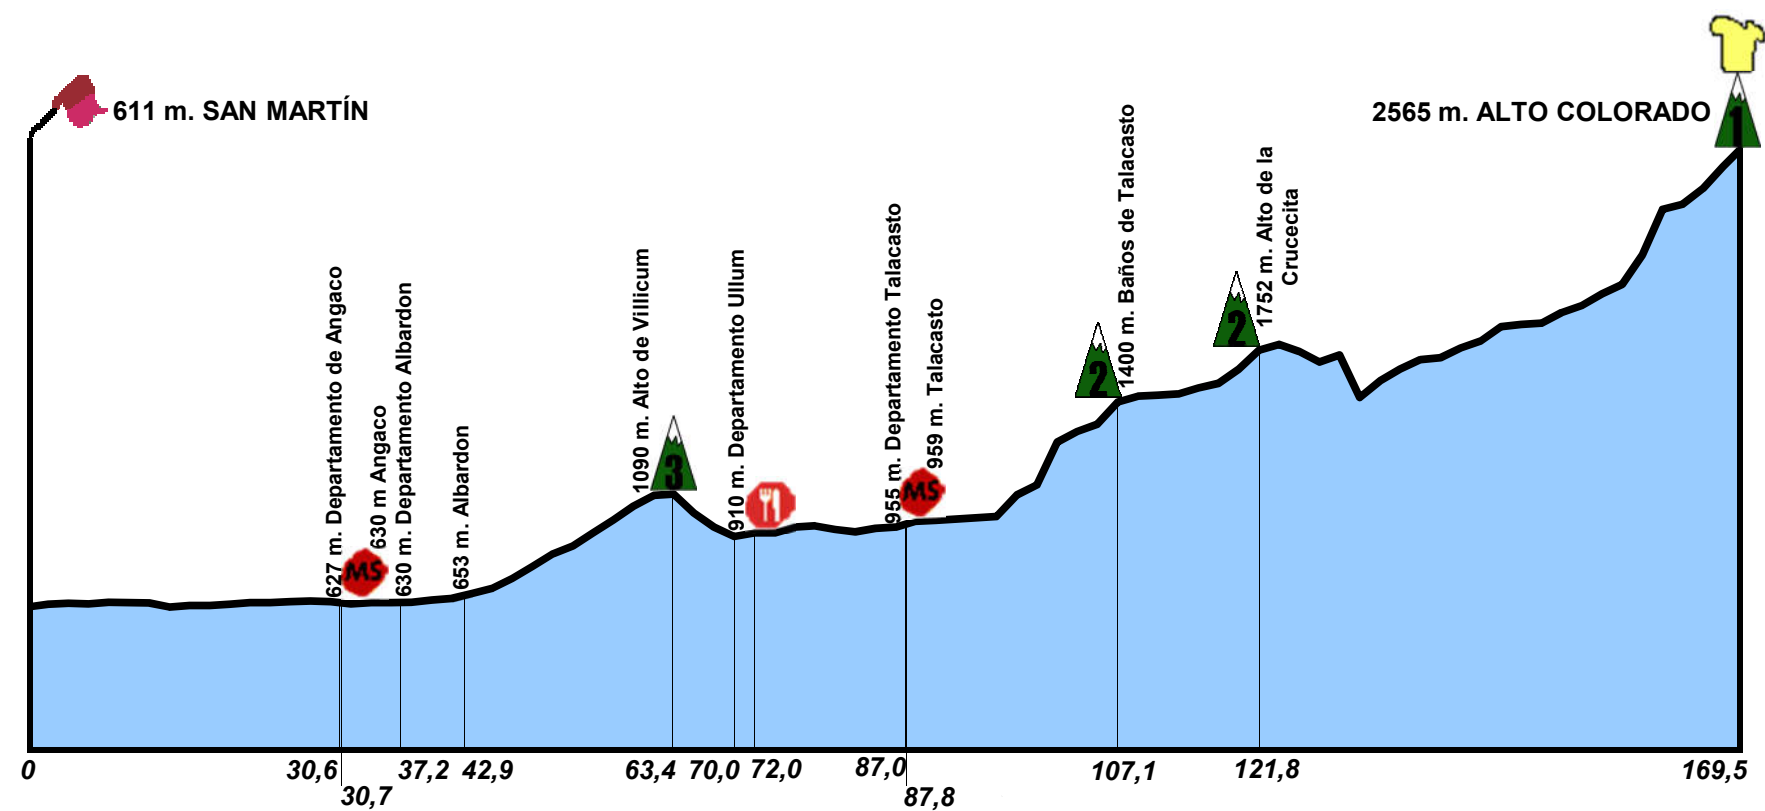 611 m. SAN MARTÍN
627 m. Departamento de Angaco
MS
630 m Angaco
630 m. Departamento Albardon
653 m. Albardon
1090 m. Alto de Villicum
3
910 m. Departamento Ullum
955 m. Departamento Talacasto
MS
959 m. Talacasto
2
1400 m. Baños de Talacasto
2
1752 m. Alto de la
Crucecita
2565 m. ALTO COLORADO
1
0
30,6
30,7
37,2
42,9
63,4
70,0
72,0
87,0
87,8
107,1
121,8
169,5